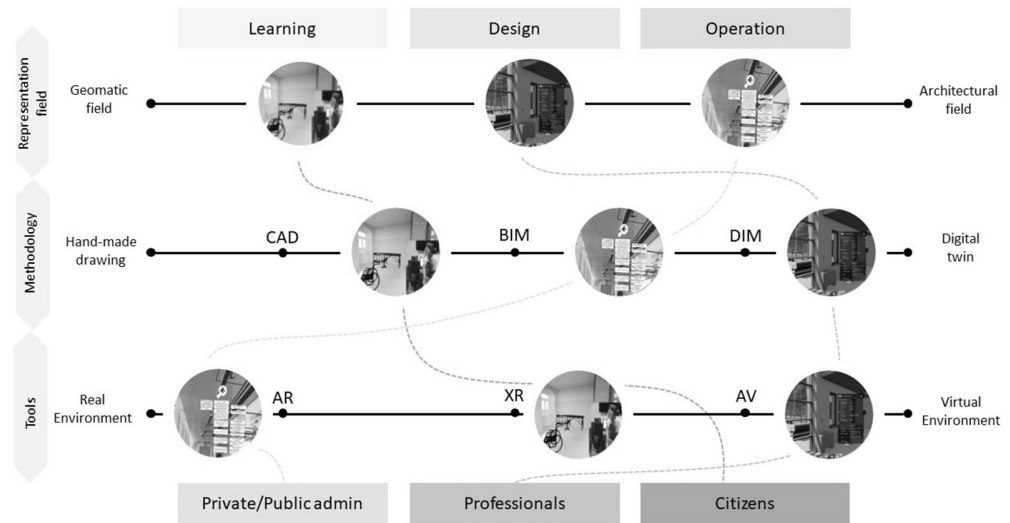 Learning
Design
Operation
Representation
field
Geomatic
field
Architectural
field
Methodology
Hand-made
drawing
CAD
BIM
DIM
Digital
twin
Tools
Real
Environment
AR
XR
AV
Virtual
Environment
Private/Public admin
Professionals
Citizens